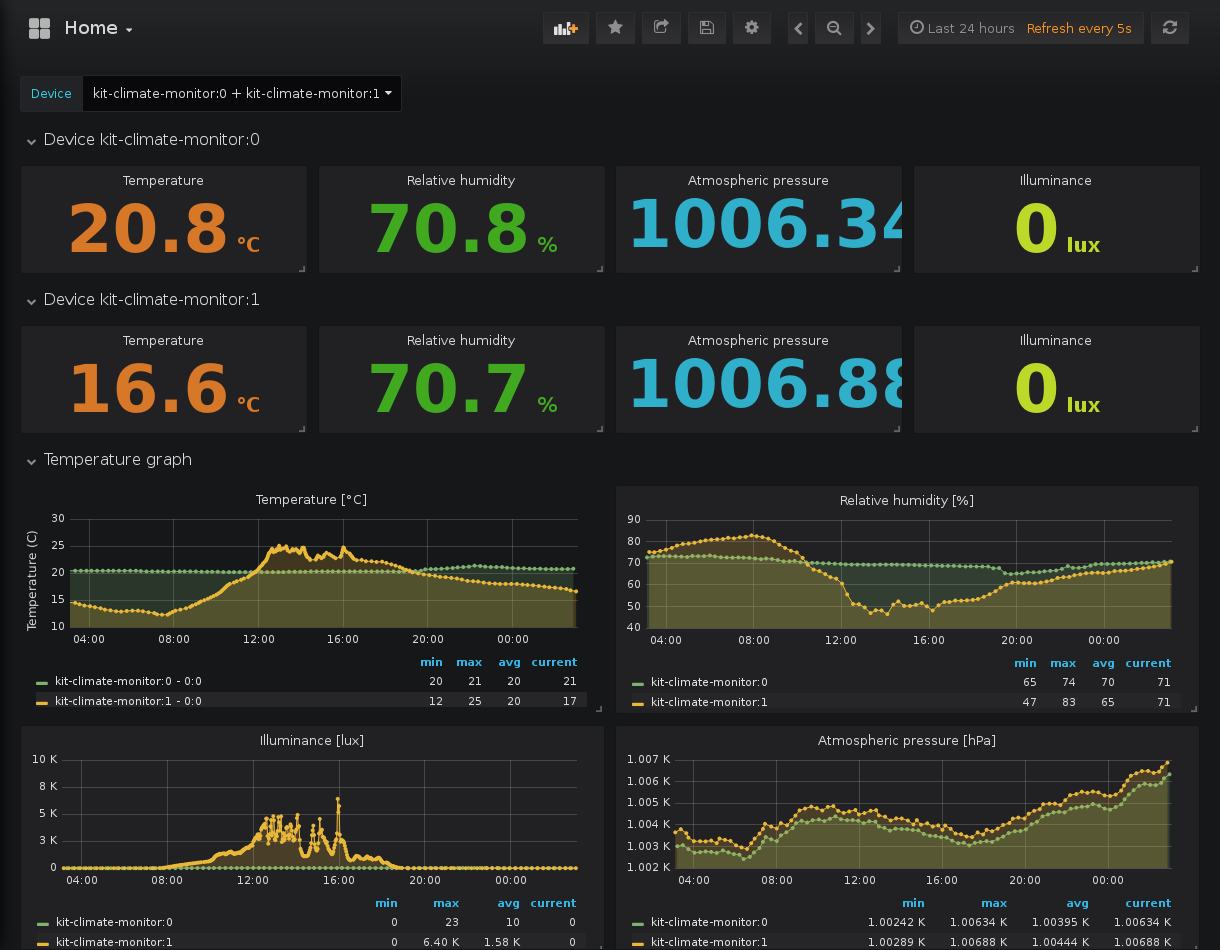 Home
Last 24 hours Refresh every 5s
Device kit-climate-monitor:0 + kit-climate-monitor:1
Device kit-climate-monitor:0
Temperature Relative humidity Atmospheric pressure Illuminance
20.8 °C 70.8 % 1006.34 0 lux
Device kit-climate-monitor:1
Temperature Relative humidity Atmospheric pressure Illuminance
16.6 °C 70.7 % 1006.88 0 lux
Temperature graph
Temperature [°C]
Temperature (C)
30
25
20
15
10
04:00 08:00 12:00 16:00 20:00 00:00
min max avg current
kit-climate-monitor:0 - 0:0 20 21 20 21
kit-climate-monitor:1 - 0:0 12 25 20 17
Relative humidity [%]
90
80
70
60
50
40
04:00 08:00 12:00 16:00 20:00 00:00
min max avg current
kit-climate-monitor:0 65 74 70 71
kit-climate-monitor:1 47 83 65 71
Illuminance [lux]
10 K
8 K
5 K
3 K
0
04:00 08:00 12:00 16:00 20:00 00:00
min max avg current
kit-climate-monitor:0 0 23 10 0
kit-climate-monitor:1 0 6.40 K 1.58 K 0
Atmospheric pressure [hPa]
1.007 K
1.006 K
1.005 K
1.004 K
1.003 K
1.002 K
04:00 08:00 12:00 16:00 20:00 00:00
min max avg current
kit-climate-monitor:0 1.00242 K 1.00634 K 1.00395 K 1.00634 K
kit-climate-monitor:1 1.00289 K 1.00688 K 1.00444 K 1.00688 K